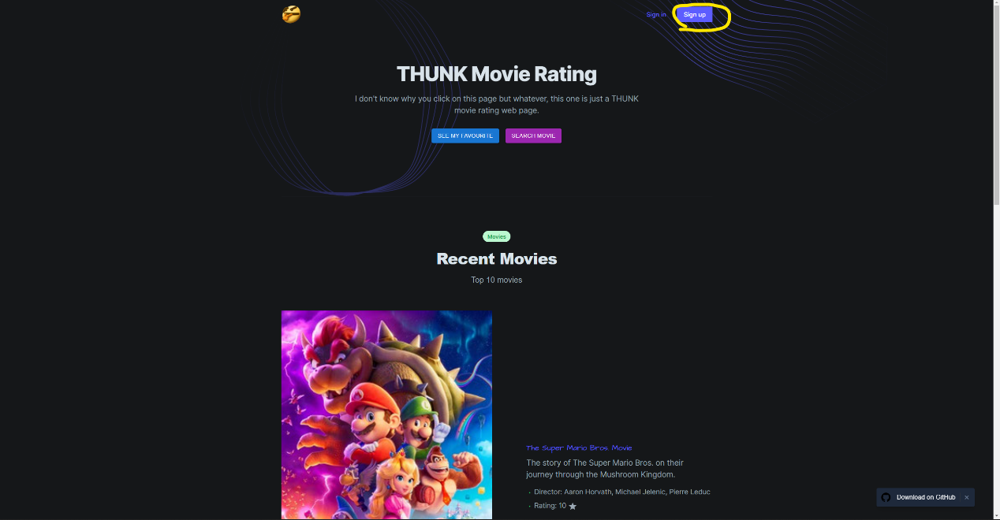 Sign in
Sign up
THUNK Movie Rating
I don't know why you click on this page but whatever, this one is just a THUNK
movie rating web page.
SEE MY FAVOURITE
SEARCH MOVIE
Movies
Recent Movies
Top 10 movies
The Super Mario Bros. Movie
The story of The Super Mario Bros. on their
journey through the Mushroom Kingdom.
· Director: Aaron Horvath, Michael Jelenic, Pierre Leduc
· Rating: 10 ★
Download on GitHub ×